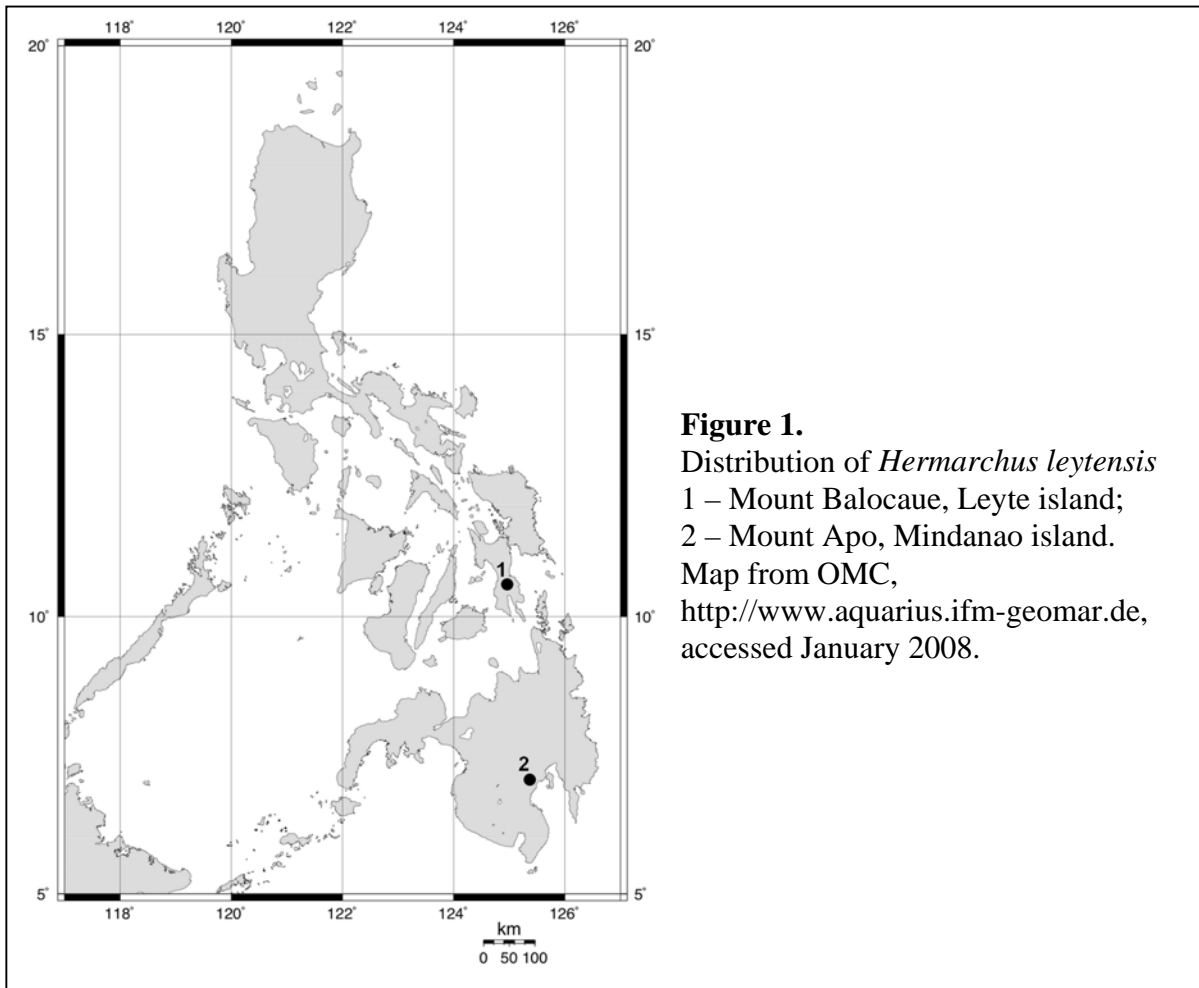 118° 120° 122° 124° 126°
20° 20°
15° 15°
1
10° 10°
2
5° 5°
118° 120° 122° 124° 126°
km
0 50 100
Figure 1.
Distribution of Hermarchus leytensis
1 – Mount Balocaue, Leyte island;
2 – Mount Apo, Mindanao island.
Map from OMC,
http://www.aquarius.ifm-geomar.de,
accessed January 2008.